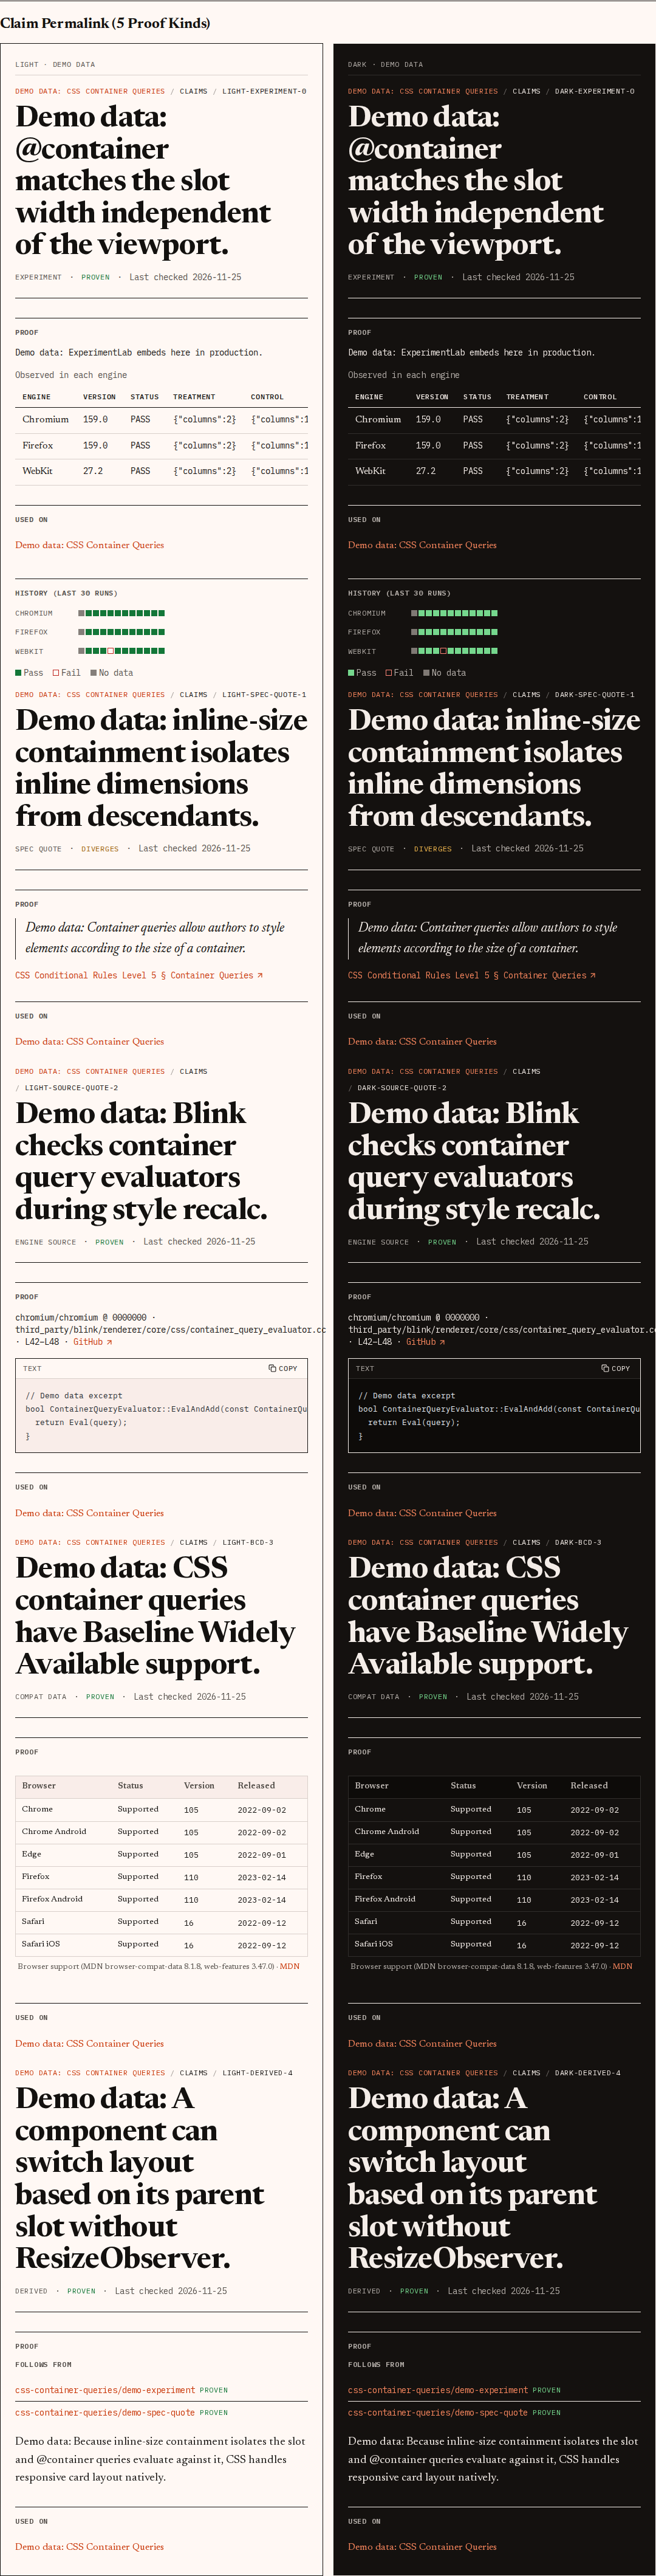 Claim Permalink (5 Proof Kinds)
LIGHT · DEMO DATA
DEMO DATA: CSS CONTAINER QUERIES / CLAIMS / LIGHT-EXPERIMENT-0
Demo data:
@container
matches the slot
width independent
of the viewport.
EXPERIMENT · PROVEN · Last checked 2026-11-25
PROOF
Demo data: ExperimentLab embeds here in production.
Observed in each engine
ENGINE VERSION STATUS TREATMENT CONTROL
Chromium 159.0 PASS {"columns":2} {"columns":1
Firefox 159.0 PASS {"columns":2} {"columns":1
WebKit 27.2 PASS {"columns":2} {"columns":1
USED ON
Demo data: CSS Container Queries
HISTORY (LAST 30 RUNS)
CHROMIUM
FIREFOX
WEBKIT
Pass Fail No data
DEMO DATA: CSS CONTAINER QUERIES / CLAIMS / LIGHT-SPEC-QUOTE-1
Demo data: inline-size
containment isolates
inline dimensions
from descendants.
SPEC QUOTE · DIVERGES · Last checked 2026-11-25
PROOF
Demo data: Container queries allow authors to style
elements according to the size of a container.
CSS Conditional Rules Level 5 § Container Queries ↗
USED ON
Demo data: CSS Container Queries
DEMO DATA: CSS CONTAINER QUERIES / CLAIMS
/ LIGHT-SOURCE-QUOTE-2
Demo data: Blink
checks container
query evaluators
during style recalc.
ENGINE SOURCE · PROVEN · Last checked 2026-11-25
PROOF
chromium/chromium @ 0000000 ·
third_party/blink/renderer/core/css/container_query_evaluator.cc
· L42–L48 · GitHub ↗
TEXT COPY
// Demo data excerpt
bool ContainerQueryEvaluator::EvalAndAdd(const ContainerQu
return Eval(query);
}
USED ON
Demo data: CSS Container Queries
DEMO DATA: CSS CONTAINER QUERIES / CLAIMS / LIGHT-BCD-3
Demo data: CSS
container queries
have Baseline Widely
Available support.
COMPAT DATA · PROVEN · Last checked 2026-11-25
PROOF
Browser Status Version Released
Chrome Supported 105 2022-09-02
Chrome Android Supported 105 2022-09-02
Edge Supported 105 2022-09-01
Firefox Supported 110 2023-02-14
Firefox Android Supported 110 2023-02-14
Safari Supported 16 2022-09-12
Safari iOS Supported 16 2022-09-12
Browser support (MDN browser-compat-data 8.1.8, web-features 3.47.0) · MDN
USED ON
Demo data: CSS Container Queries
DEMO DATA: CSS CONTAINER QUERIES / CLAIMS / LIGHT-DERIVED-4
Demo data: A
component can
switch layout
based on its parent
slot without
ResizeObserver.
DERIVED · PROVEN · Last checked 2026-11-25
PROOF
FOLLOWS FROM
css-container-queries/demo-experiment PROVEN
css-container-queries/demo-spec-quote PROVEN
Demo data: Because inline-size containment isolates the slot
and @container queries evaluate against it, CSS handles
responsive card layout natively.
USED ON
Demo data: CSS Container Queries
DARK · DEMO DATA
DEMO DATA: CSS CONTAINER QUERIES / CLAIMS / DARK-EXPERIMENT-0
Demo data:
@container
matches the slot
width independent
of the viewport.
EXPERIMENT · PROVEN · Last checked 2026-11-25
PROOF
Demo data: ExperimentLab embeds here in production.
Observed in each engine
ENGINE VERSION STATUS TREATMENT CONTROL
Chromium 159.0 PASS {"columns":2} {"columns":1
Firefox 159.0 PASS {"columns":2} {"columns":1
WebKit 27.2 PASS {"columns":2} {"columns":1
USED ON
Demo data: CSS Container Queries
HISTORY (LAST 30 RUNS)
CHROMIUM
FIREFOX
WEBKIT
Pass Fail No data
DEMO DATA: CSS CONTAINER QUERIES / CLAIMS / DARK-SPEC-QUOTE-1
Demo data: inline-size
containment isolates
inline dimensions
from descendants.
SPEC QUOTE · DIVERGES · Last checked 2026-11-25
PROOF
Demo data: Container queries allow authors to style
elements according to the size of a container.
CSS Conditional Rules Level 5 § Container Queries ↗
USED ON
Demo data: CSS Container Queries
DEMO DATA: CSS CONTAINER QUERIES / CLAIMS
/ DARK-SOURCE-QUOTE-2
Demo data: Blink
checks container
query evaluators
during style recalc.
ENGINE SOURCE · PROVEN · Last checked 2026-11-25
PROOF
chromium/chromium @ 0000000 ·
third_party/blink/renderer/core/css/container_query_evaluator.c
· L42–L48 · GitHub ↗
TEXT COPY
// Demo data excerpt
bool ContainerQueryEvaluator::EvalAndAdd(const ContainerQu
return Eval(query);
}
USED ON
Demo data: CSS Container Queries
DEMO DATA: CSS CONTAINER QUERIES / CLAIMS / DARK-BCD-3
Demo data: CSS
container queries
have Baseline Widely
Available support.
COMPAT DATA · PROVEN · Last checked 2026-11-25
PROOF
Browser Status Version Released
Chrome Supported 105 2022-09-02
Chrome Android Supported 105 2022-09-02
Edge Supported 105 2022-09-01
Firefox Supported 110 2023-02-14
Firefox Android Supported 110 2023-02-14
Safari Supported 16 2022-09-12
Safari iOS Supported 16 2022-09-12
Browser support (MDN browser-compat-data 8.1.8, web-features 3.47.0) · MDN
USED ON
Demo data: CSS Container Queries
DEMO DATA: CSS CONTAINER QUERIES / CLAIMS / DARK-DERIVED-4
Demo data: A
component can
switch layout
based on its parent
slot without
ResizeObserver.
DERIVED · PROVEN · Last checked 2026-11-25
PROOF
FOLLOWS FROM
css-container-queries/demo-experiment PROVEN
css-container-queries/demo-spec-quote PROVEN
Demo data: Because inline-size containment isolates the slot
and @container queries evaluate against it, CSS handles
responsive card layout natively.
USED ON
Demo data: CSS Container Queries